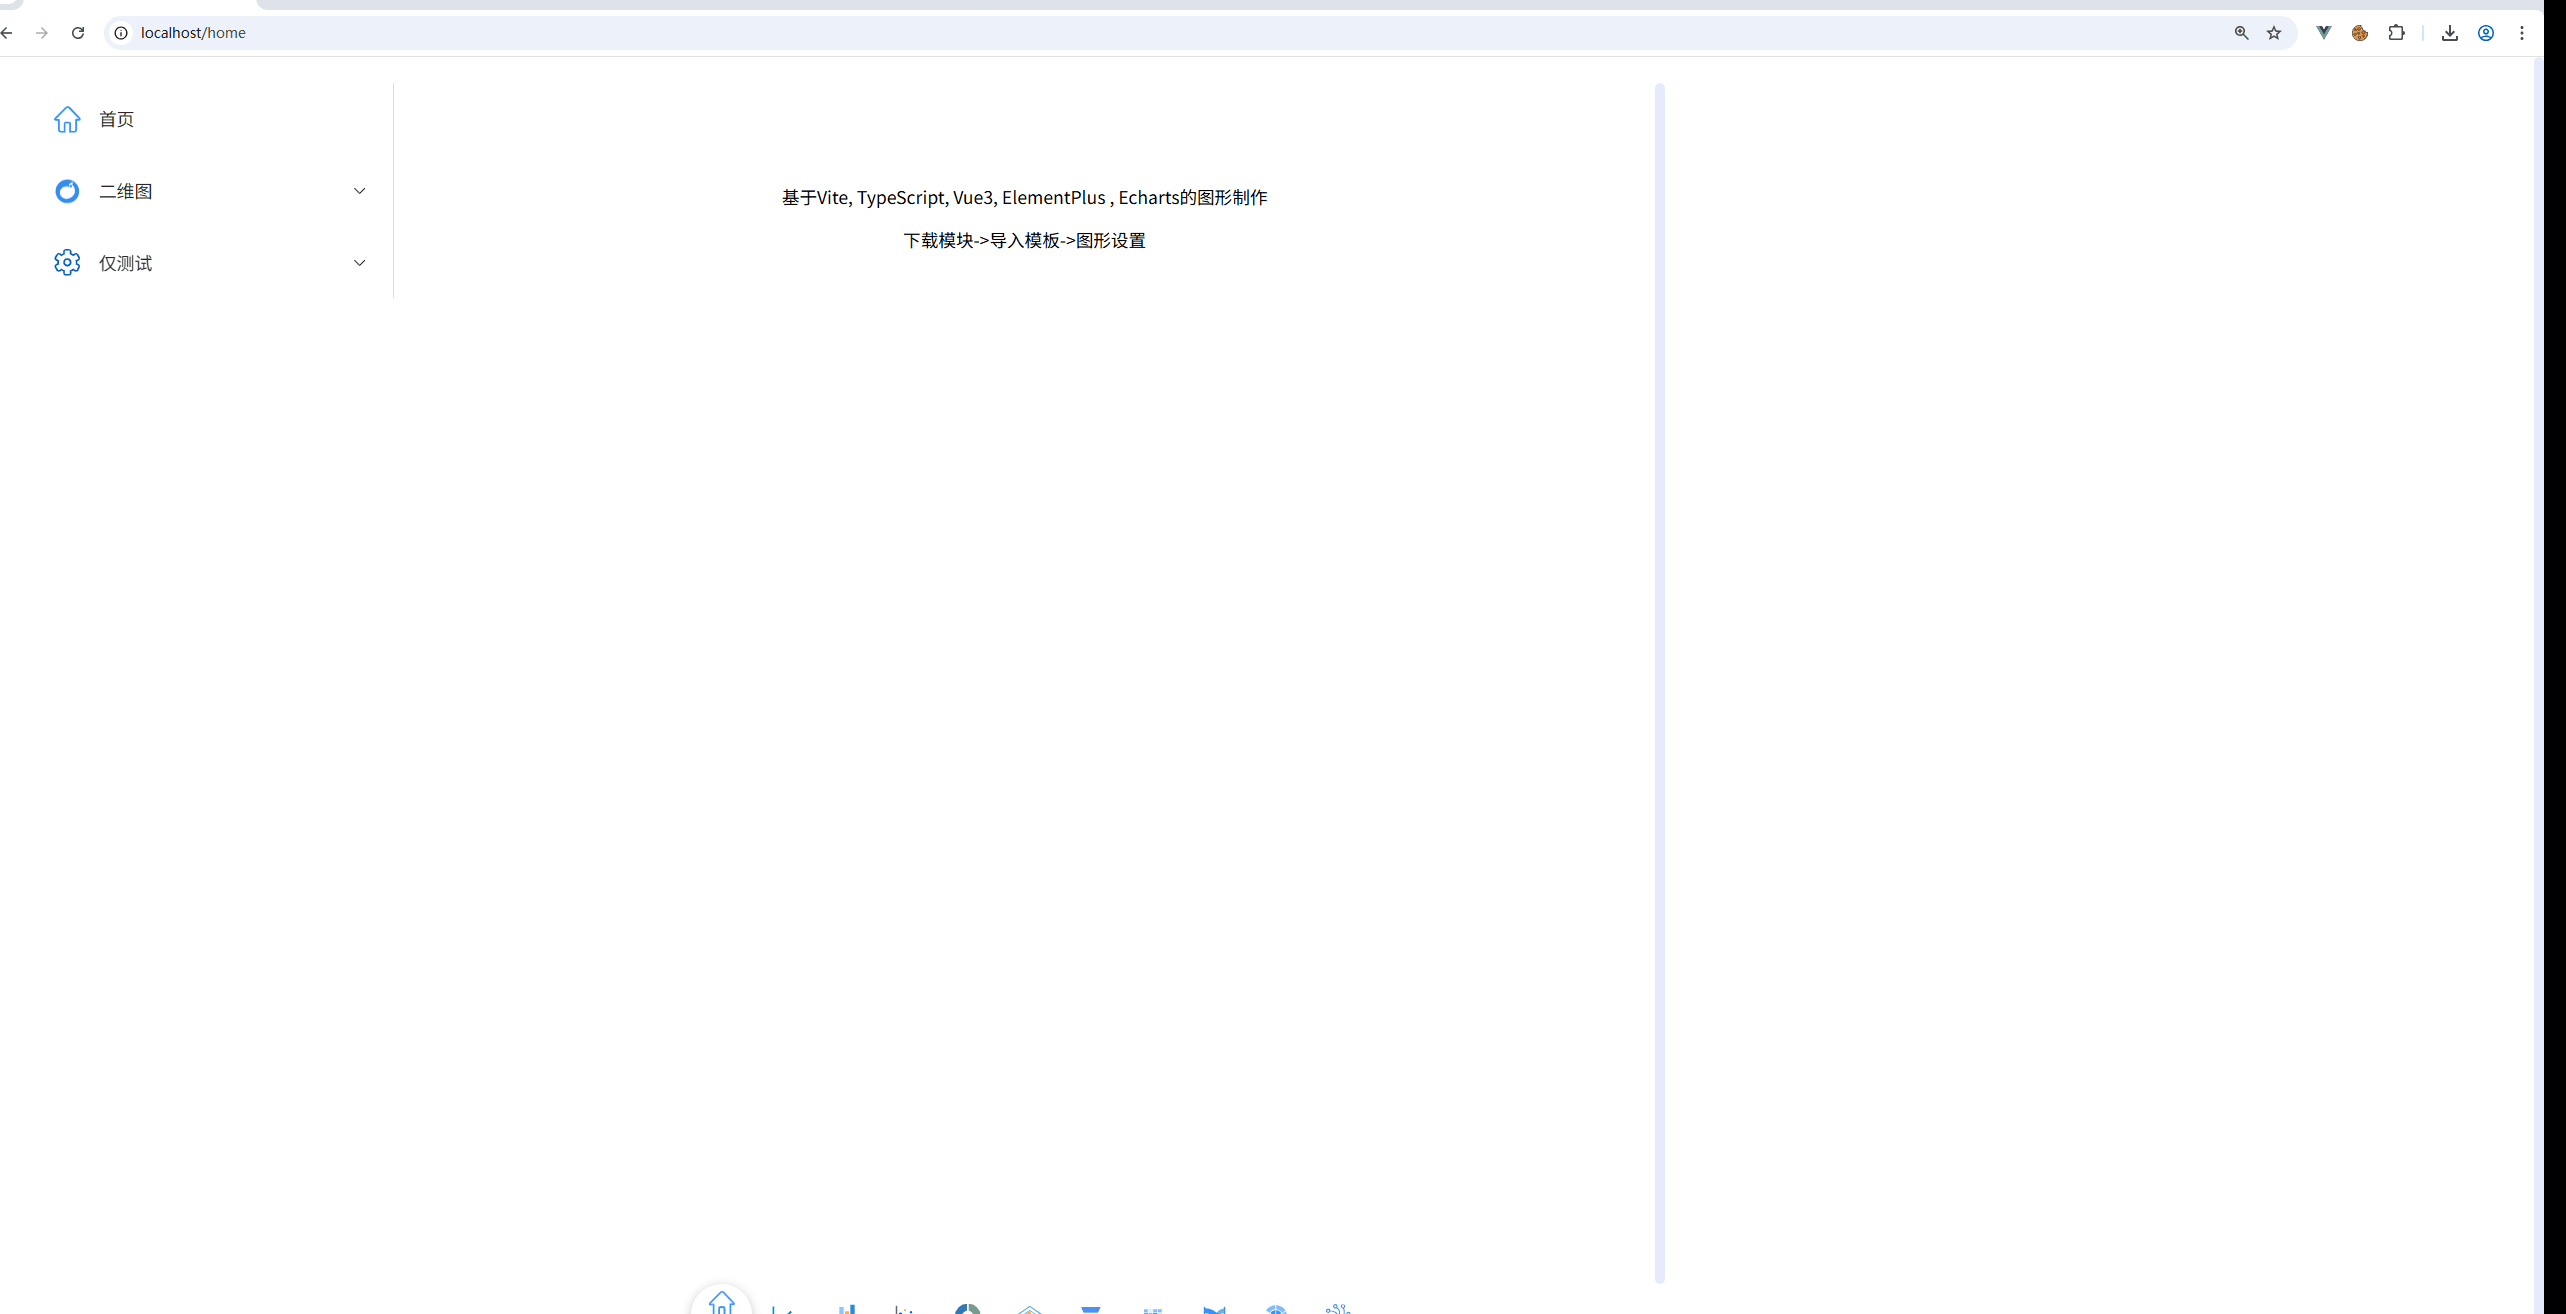 localhost/home
首页
二维图
仅测试
基于Vite, TypeScript, Vue3, ElementPlus , Echarts的图形制作
下载模块->导入模板->图形设置